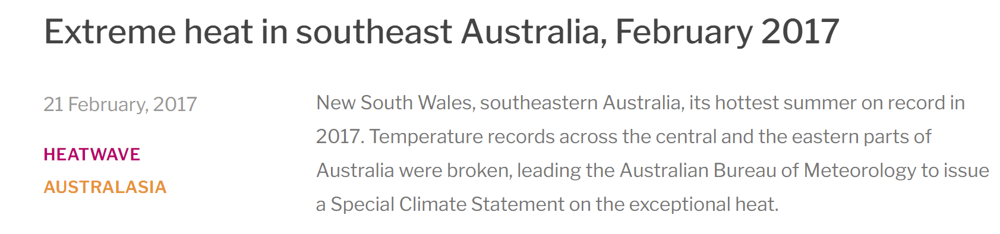 Extreme heat in southeast Australia, February 2017
21 February, 2017
HEATWAVE
AUSTRALASIA
New South Wales, southeastern Australia, its hottest summer on record in
2017. Temperature records across the central and the eastern parts of
Australia were broken, leading the Australian Bureau of Meteorology to issue
a Special Climate Statement on the exceptional heat.